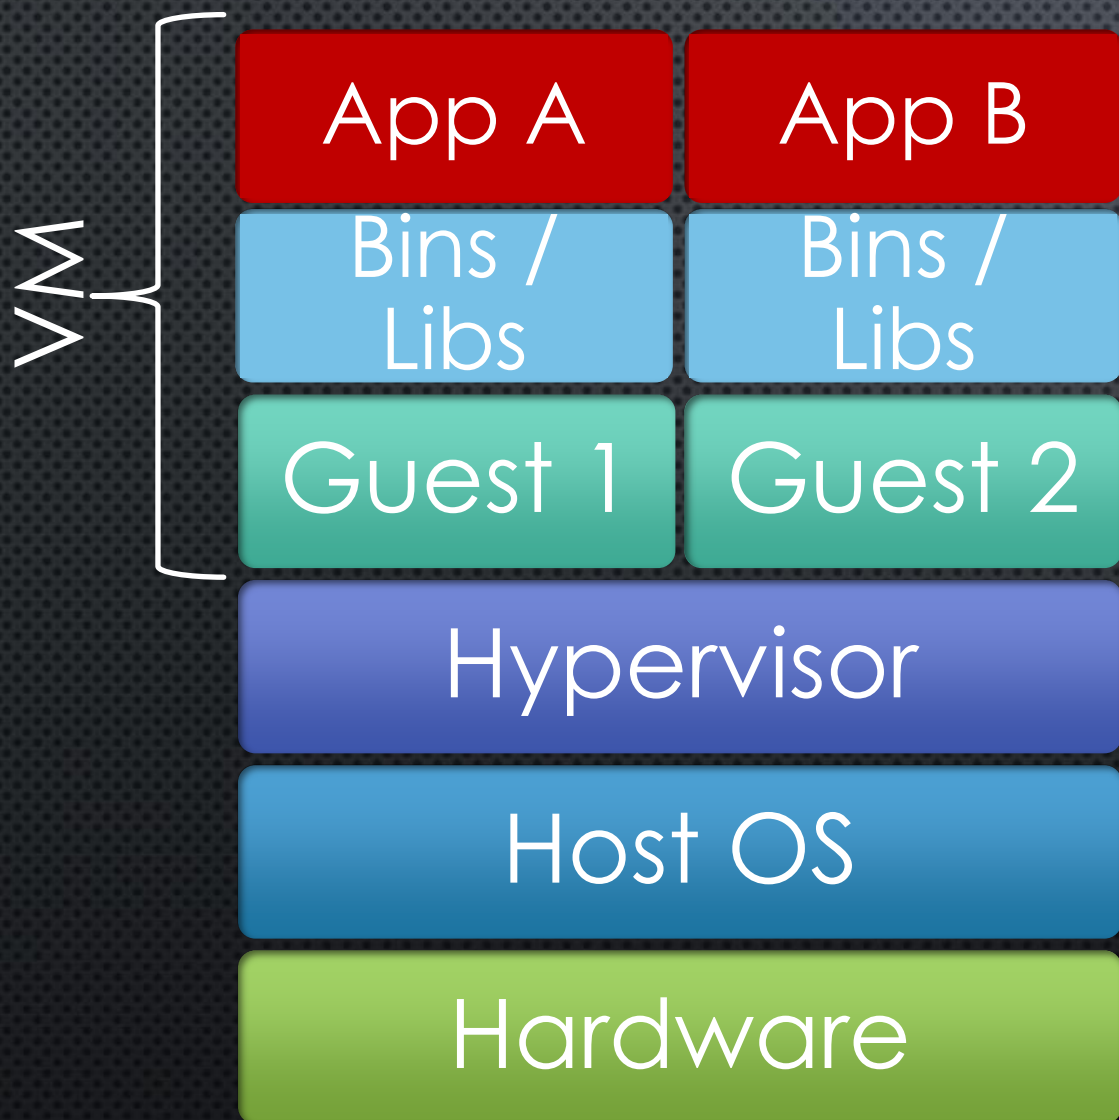 VM
App A
App B
Bins /
Libs
Bins /
Libs
Guest 1
Guest 2
Hypervisor
Host OS
Hardware